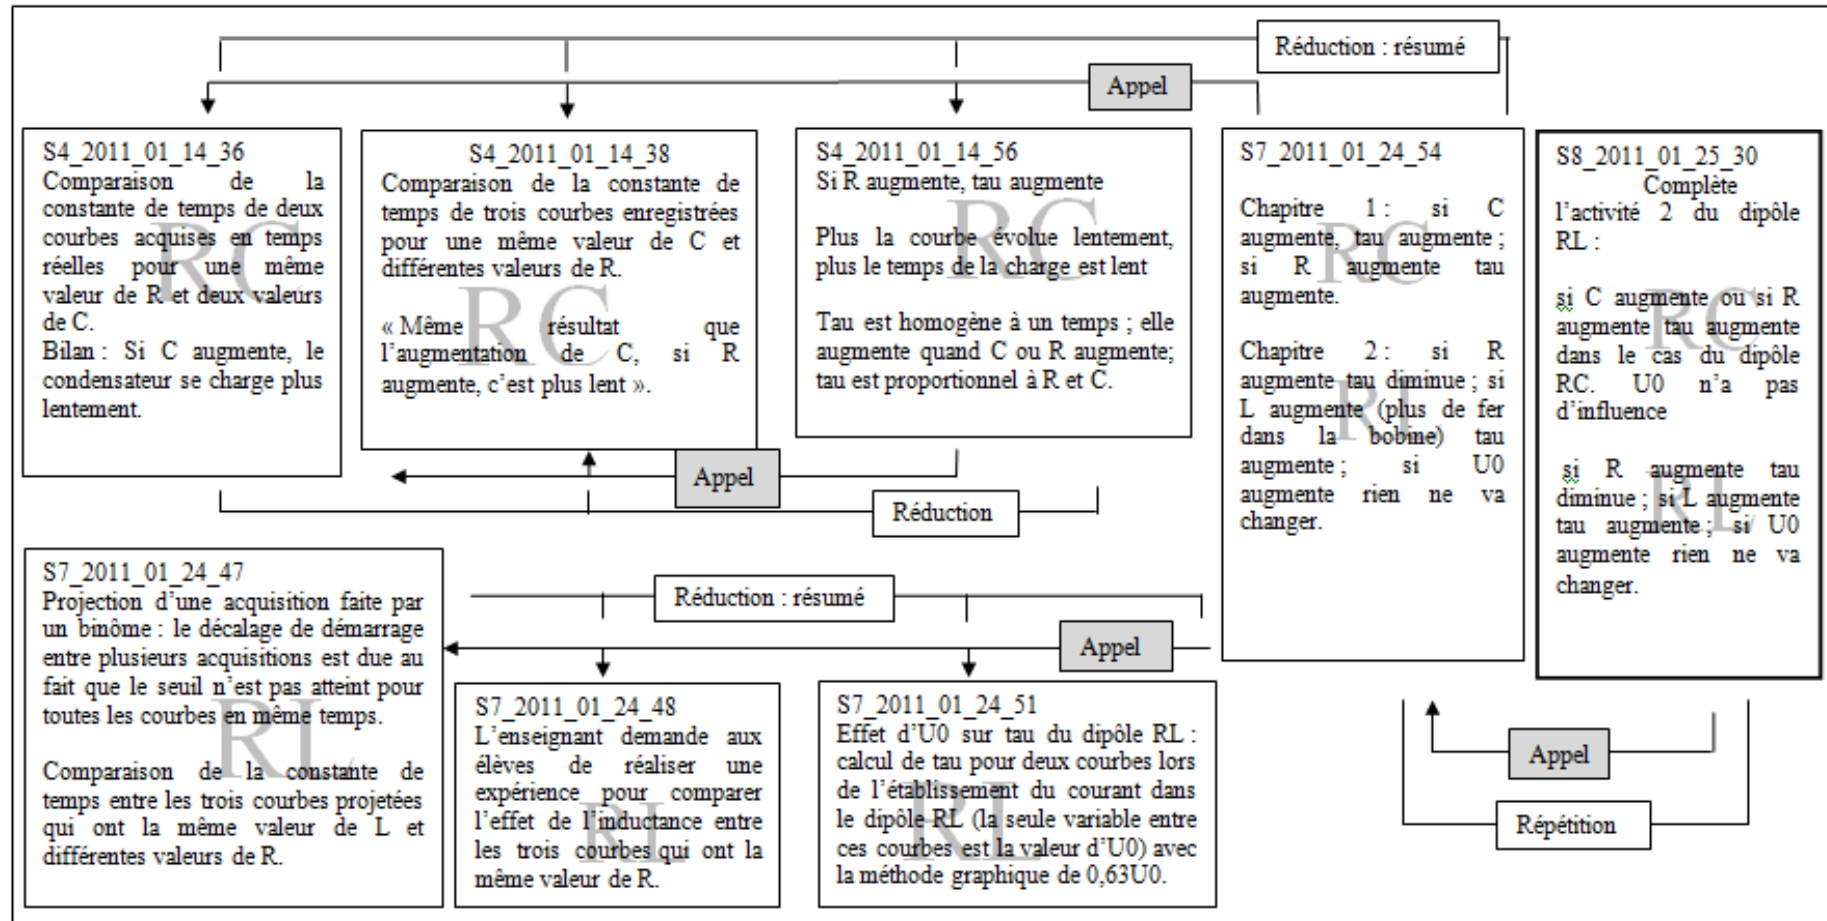 Réduction : résumé
Appel
S4_2011_01_14_36
Comparaison de la
constante de temps de deux
courbes acquises en temps
réelles pour une même
valeur de R et deux valeurs
de C.
Bilan : Si C augmente, le
condensateur se charge plus
lentement.
RC
S4_2011_01_14_38
Comparaison de la constante de
temps de trois courbes enregistrées
pour une même valeur de C et
différentes valeurs de R.
« Même résultat que
l'augmentation de C, si R
augmente, c'est plus lent ».
RC
S4_2011_01_14_56
Si R augmente, tau augmente
Plus la courbe évolue lentement,
plus le temps de la charge est lent
Tau est homogène à un temps ; elle
augmente quand C ou R augmente;
tau est proportionnel à R et C.
RC
S7_2011_01_24_54
Chapitre 1 : si C
augmente, tau augmente ;
si R augmente tau
augmente.
RC
Chapitre 2 : si R
augmente tau diminue ; si
L augmente (plus de fer
dans la bobine) tau
augmente ; si U0
augmente rien ne va
changer.
RL
S8_2011_01_25_30
Complète
l'activité 2 du dipôle
RL :
si C augmente ou si R
augmente tau augmente
dans le cas du dipôle
RC. U0 n'a pas
d'influence
RC
si R augmente tau
diminue ; si L augmente
tau augmente ; si U0
augmente rien ne va
changer.
RL
Appel
Réduction
S7_2011_01_24_47
Projection d'une acquisition faite par
un binôme : le décalage de démarrage
entre plusieurs acquisitions est due au
fait que le seuil n'est pas atteint pour
toutes les courbes en même temps.
Comparaison de la constante de
temps entre les trois courbes projetées
qui ont la même valeur de L et
différentes valeurs de R.
RL
Réduction : résumé
Appel
S7_2011_01_24_48
L'enseignant demande aux
élèves de réaliser une
expérience pour comparer
l'effet de l'inductance entre
les trois courbes qui ont la
même valeur de R.
RL
S7_2011_01_24_51
Effet d'U0 sur tau du dipôle RL :
calcul de tau pour deux courbes lors
de l'établissement du courant dans
le dipôle RL (la seule variable entre
ces courbes est la valeur d'U0) avec
la méthode graphique de 0,63U0.
RL
Appel
Répétition